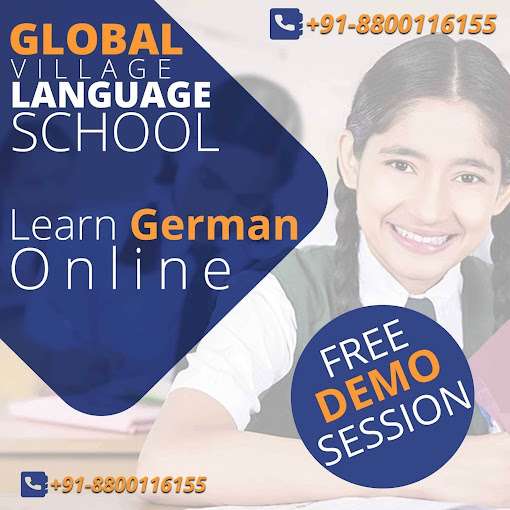 +91-8800116155
GLOBAL
VILLAGE
LANGUAGE
SCHOOL
Learn German
Online
FREE
DEMO
SESSION
+91-8800116155